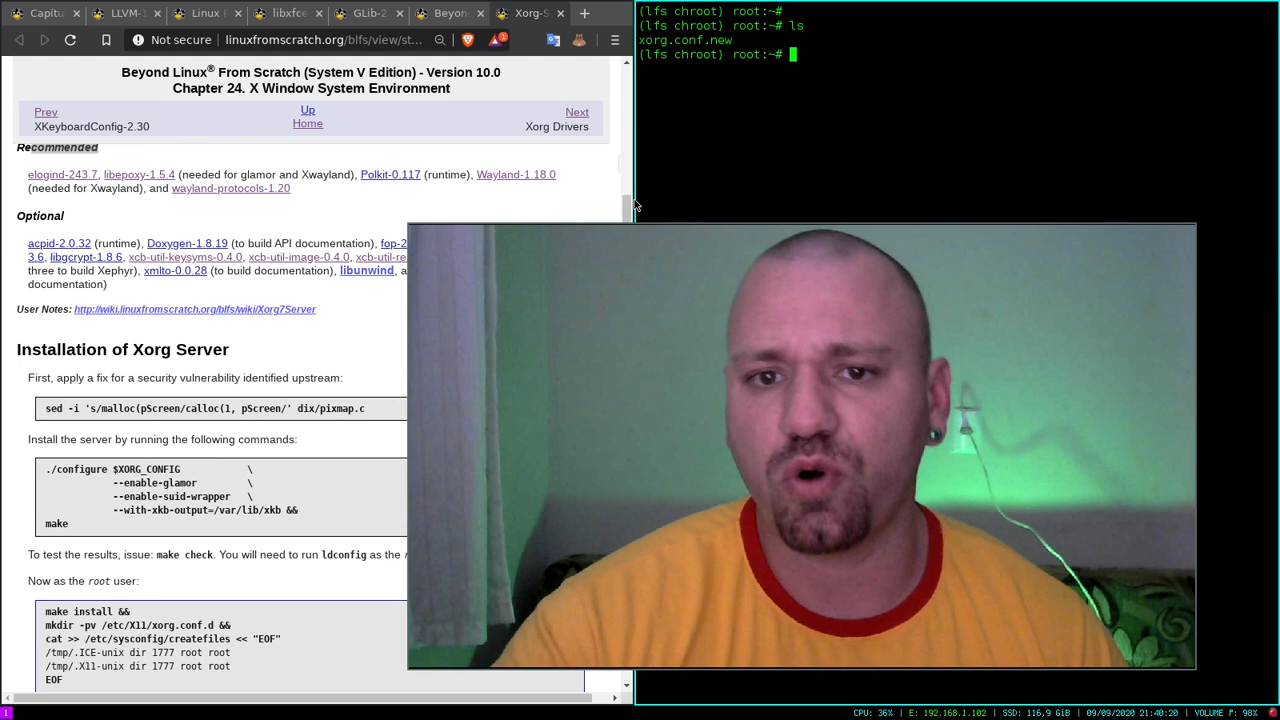 Capítu
LLVM-1
Linux F
libxfce
GLib-2
Beyon
Xorg-S
Not secure
linuxfromscratch.org/blfs/view/st...
1
Beyond Linux® From Scratch (System V Edition) - Version 10.0
Chapter 24. X Window System Environment
Prev
Up
Next
XKeyboardConfig-2.30
Home
Xorg Drivers
Recommended
elogind-243.7, libepoxy-1.5.4 (needed for glamor and Xwayland), Polkit-0.117 (runtime), Wayland-1.18.0
(needed for Xwayland), and wayland-protocols-1.20
Optional
acpid-2.0.32 (runtime), Doxygen-1.8.19 (to build API documentation), fop-2
3.6, libgcrypt-1.8.6, xcb-util-keysyms-0.4.0, xcb-util-image-0.4.0, xcb-util-re
three to build Xephyr), xmlto-0.0.28 (to build documentation), libunwind, a
documentation)
User Notes: http://wiki.linuxfromscratch.org/blfs/wiki/Xorg7Server
Installation of Xorg Server
First, apply a fix for a security vulnerability identified upstream:
sed -i 's/malloc(pScreen/calloc(1, pScreen/' dix/pixmap.c
Install the server by running the following commands:
./configure $XORG_CONFIG \
--enable-glamor \
--enable-suid-wrapper \
--with-xkb-output=/var/lib/xkb &&
make
To test the results, issue: make check. You will need to run ldconfig as the r
Now as the root user:
make install &&
mkdir -pv /etc/X11/xorg.conf.d &&
cat >> /etc/sysconfig/createfiles << "EOF"
/tmp/.ICE-unix dir 1777 root root
/tmp/.X11-unix dir 1777 root root
EOF
(lfs chroot) root:~#
(lfs chroot) root:~# ls
xorg.conf.new
(lfs chroot) root:~#
1
CPU: 36% | E: 192.168.1.102 | SSD: 116,9 GiB | 09/09/2020 21:40:20 | VOLUME ♪: 98%